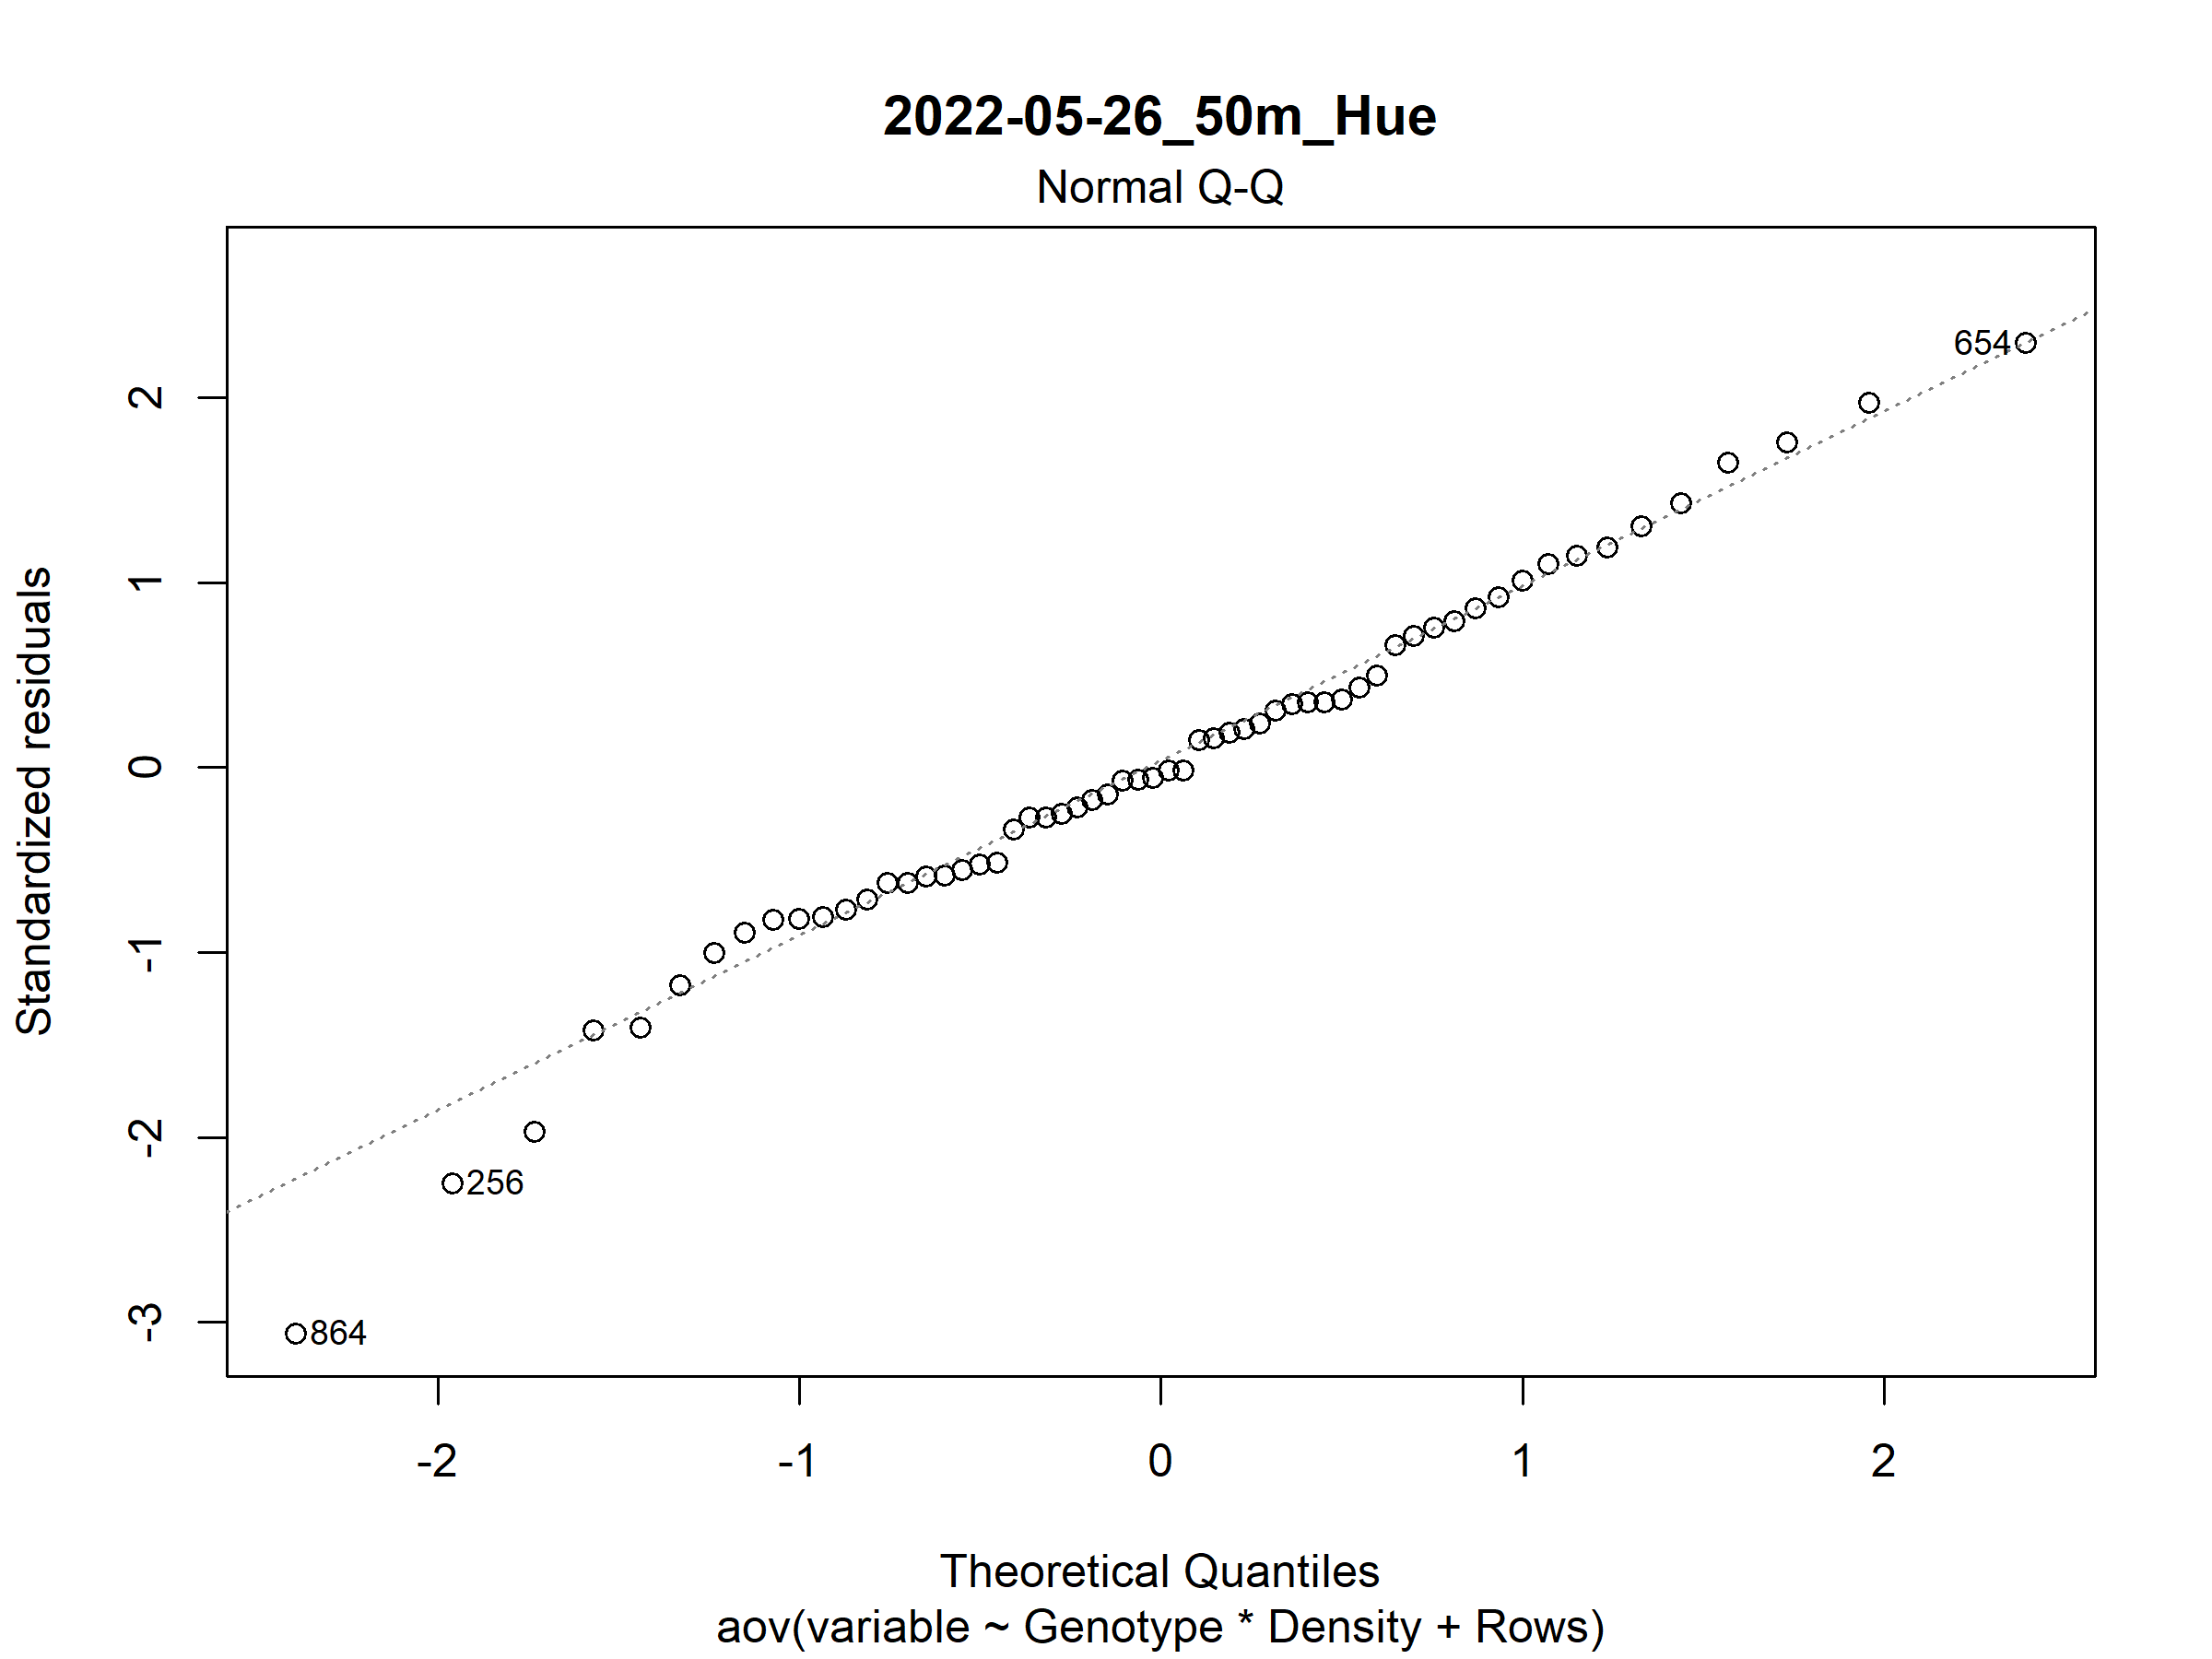 2022-05-26_50m_Hue
Normal Q-Q
Standardized residuals
2
1
0
-1
-2
-3
654
256
864
-2 -1 0 1 2
Theoretical Quantiles
aov(variable ~ Genotype * Density + Rows)